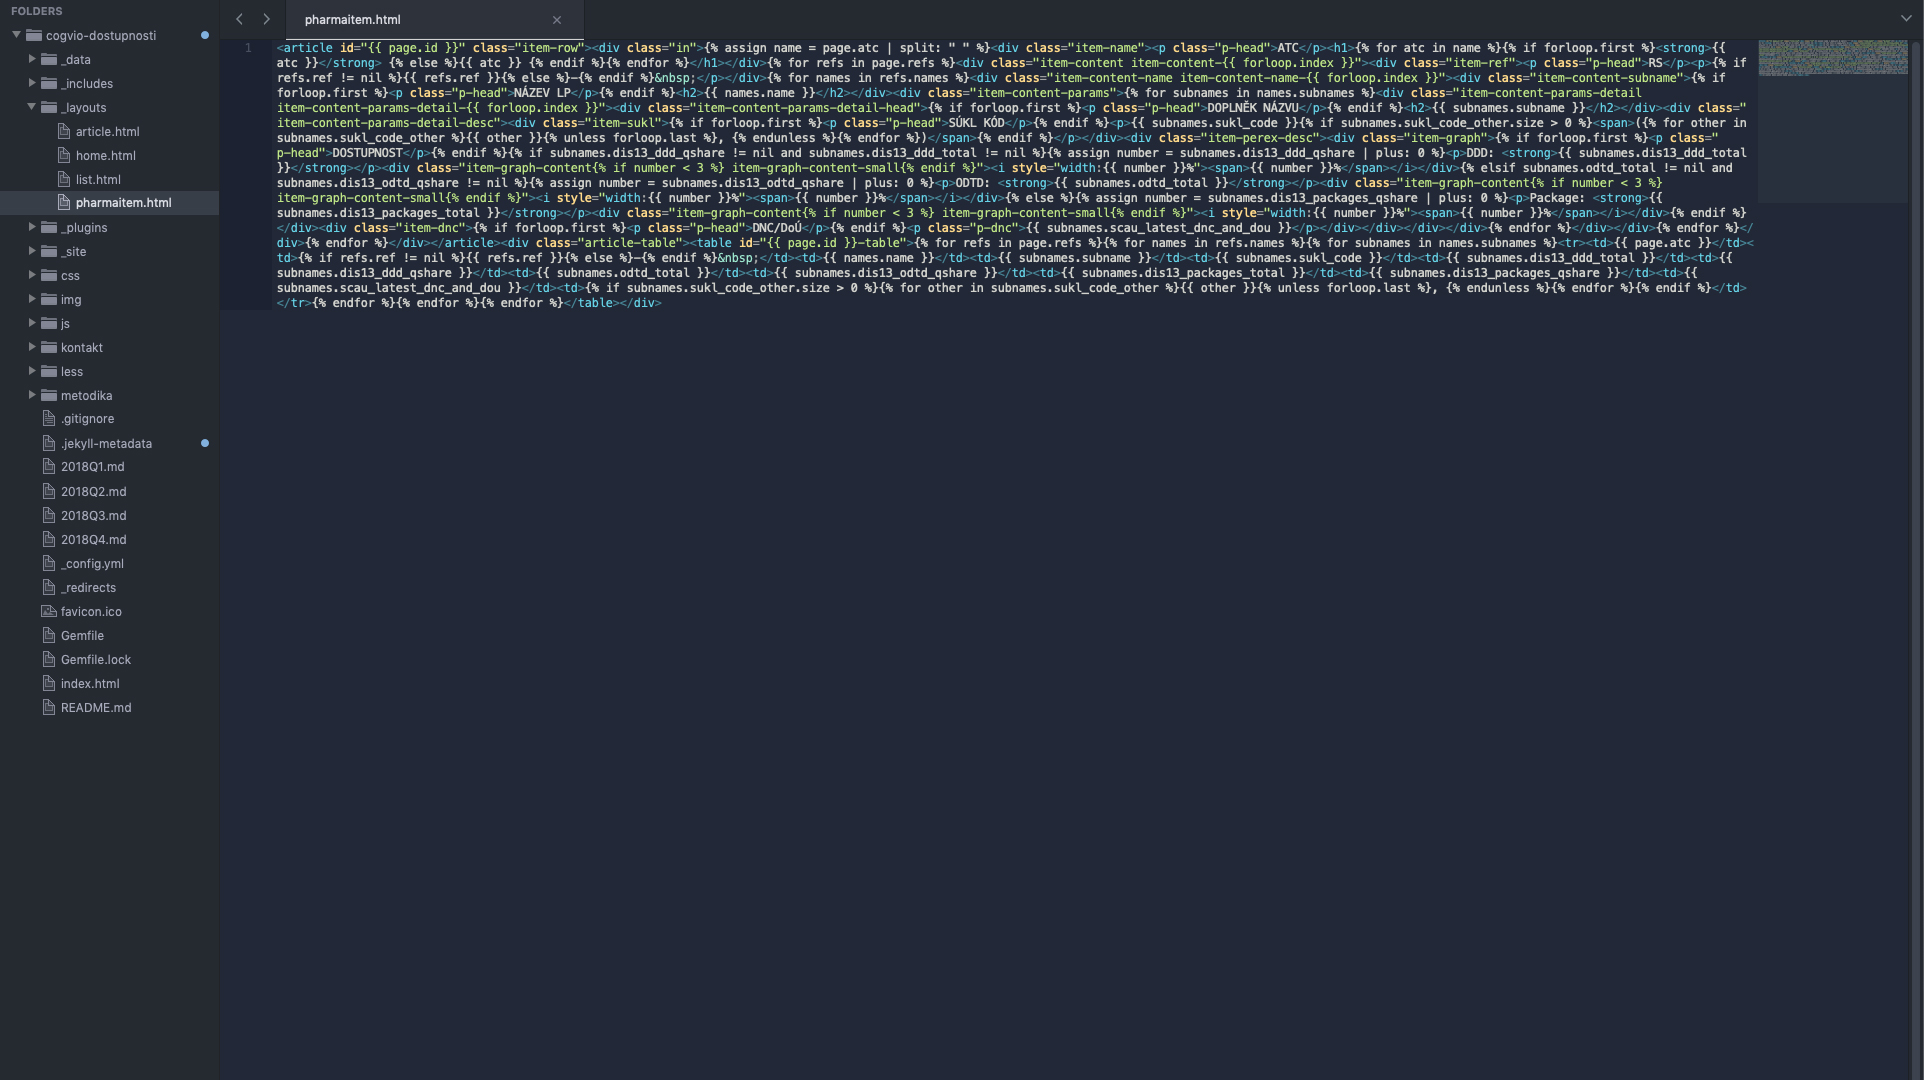 FOLDERS
cogvio-dostupnosti
_data
_includes
_layouts
article.html
home.html
list.html
pharmaitem.html
_plugins
_site
css
img
js
kontakt
less
metodika
.gitignore
.jekyll-metadata
2018Q1.md
2018Q2.md
2018Q3.md
2018Q4.md
_config.yml
_redirects
favicon.ico
Gemfile
Gemfile.lock
index.html
README.md
pharmaitem.html
1
<article id="{{ page.id }}" class="item-row"><div class="in">{% assign name = page.atc | split: " " %}<div class="item-name"><p class="p-head">ATC</p><h1>{% for atc in name %}{% if forloop.first %}<strong>{{
atc }}</strong> {% else %}{{ atc }} {% endif %}{% endfor %}</h1></div>{% for refs in page.refs %}<div class="item-content item-content-{{ forloop.index }}"><div class="item-ref"><p class="p-head">RS</p><p>{% if
refs.ref != nil %}{{ refs.ref }}{% else %}–{% endif %}&nbsp;</p></div>{% for names in refs.names %}<div class="item-content-name item-content-name-{{ forloop.index }}"><div class="item-content-subname">{% if
forloop.first %}<p class="p-head">NÁZEV LP</p>{% endif %}<h2>{{ names.name }}</h2></div><div class="item-content-params">{% for subnames in names.subnames %}<div class="item-content-params-detail
item-content-params-detail-{{ forloop.index }}"><div class="item-content-params-detail-head">{% if forloop.first %}<p class="p-head">DOPLNĚK NÁZVU</p>{% endif %}<h2>{{ subnames.subname }}</h2></div><div class="
item-content-params-detail-desc"><div class="item-sukl">{% if forloop.first %}<p class="p-head">SÚKL KÓD</p>{% endif %}<p>{{ subnames.sukl_code }}{% if subnames.sukl_code_other.size > 0 %}<span>({% for other in
subnames.sukl_code_other %}{{ other }}{% unless forloop.last %}, {% endunless %}{% endfor %})</span>{% endif %}</p></div><div class="item-perex-desc"><div class="item-graph">{% if forloop.first %}<p class="
p-head">DOSTUPNOST</p>{% endif %}{% if subnames.dis13_ddd_qshare != nil and subnames.dis13_ddd_total != nil %}{% assign number = subnames.dis13_ddd_qshare | plus: 0 %}<p>DDD: <strong>{{ subnames.dis13_ddd_total
}}</strong></p><div class="item-graph-content{% if number < 3 %} item-graph-content-small{% endif %}"><i style="width:{{ number }}%"><span>{{ number }}%</span></i></div>{% elsif subnames.odtd_total != nil and
subnames.dis13_odtd_qshare != nil %}{% assign number = subnames.dis13_odtd_qshare | plus: 0 %}<p>ODTD: <strong>{{ subnames.odtd_total }}</strong></p><div class="item-graph-content{% if number < 3 %}
item-graph-content-small{% endif %}"><i style="width:{{ number }}%"><span>{{ number }}%</span></i></div>{% else %}{% assign number = subnames.dis13_packages_qshare | plus: 0 %}<p>Package: <strong>{{
subnames.dis13_packages_total }}</strong></p><div class="item-graph-content{% if number < 3 %} item-graph-content-small{% endif %}"><i style="width:{{ number }}%"><span>{{ number }}%</span></i></div>{% endif %}
</div><div class="item-dnc">{% if forloop.first %}<p class="p-head">DNC/DoÚ</p>{% endif %}<p class="p-dnc">{{ subnames.scau_latest_dnc_and_dou }}</p></div></div></div></div>{% endfor %}</div></div>{% endfor %}</
div>{% endfor %}</div></article><div class="article-table"><table id="{{ page.id }}-table">{% for refs in page.refs %}{% for names in refs.names %}{% for subnames in names.subnames %}<tr><td>{{ page.atc }}</td><
td>{% if refs.ref != nil %}{{ refs.ref }}{% else %}–{% endif %}&nbsp;</td><td>{{ names.name }}</td><td>{{ subnames.subname }}</td><td>{{ subnames.sukl_code }}</td><td>{{ subnames.dis13_ddd_total }}</td><td>{{
subnames.dis13_ddd_qshare }}</td><td>{{ subnames.odtd_total }}</td><td>{{ subnames.dis13_odtd_qshare }}</td><td>{{ subnames.dis13_packages_total }}</td><td>{{ subnames.dis13_packages_qshare }}</td><td>{{
subnames.scau_latest_dnc_and_dou }}</td><td>{% if subnames.sukl_code_other.size > 0 %}{% for other in subnames.sukl_code_other %}{{ other }}{% unless forloop.last %}, {% endunless %}{% endfor %}{% endif %}</td>
</tr>{% endfor %}{% endfor %}{% endfor %}</table></div>